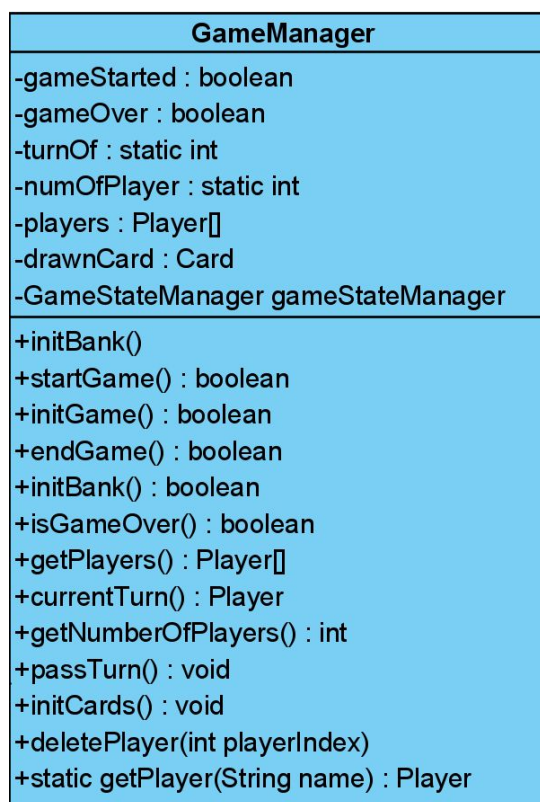 GameManager
-gameStarted : boolean
-gameOver : boolean
-turnOf : static int
-numOfPlayer : static int
-players : Player[]
-drawnCard : Card
-GameStateManager gameStateManager
+initBank()
+startGame() : boolean
+initGame() : boolean
+endGame() : boolean
+initBank() : boolean
+isGameOver() : boolean
+getPlayers() : Player[]
+currentTurn() : Player
+getNumberOfPlayers() : int
+passTurn() : void
+initCards() : void
+deletePlayer(int playerIndex)
+static getPlayer(String name) : Player